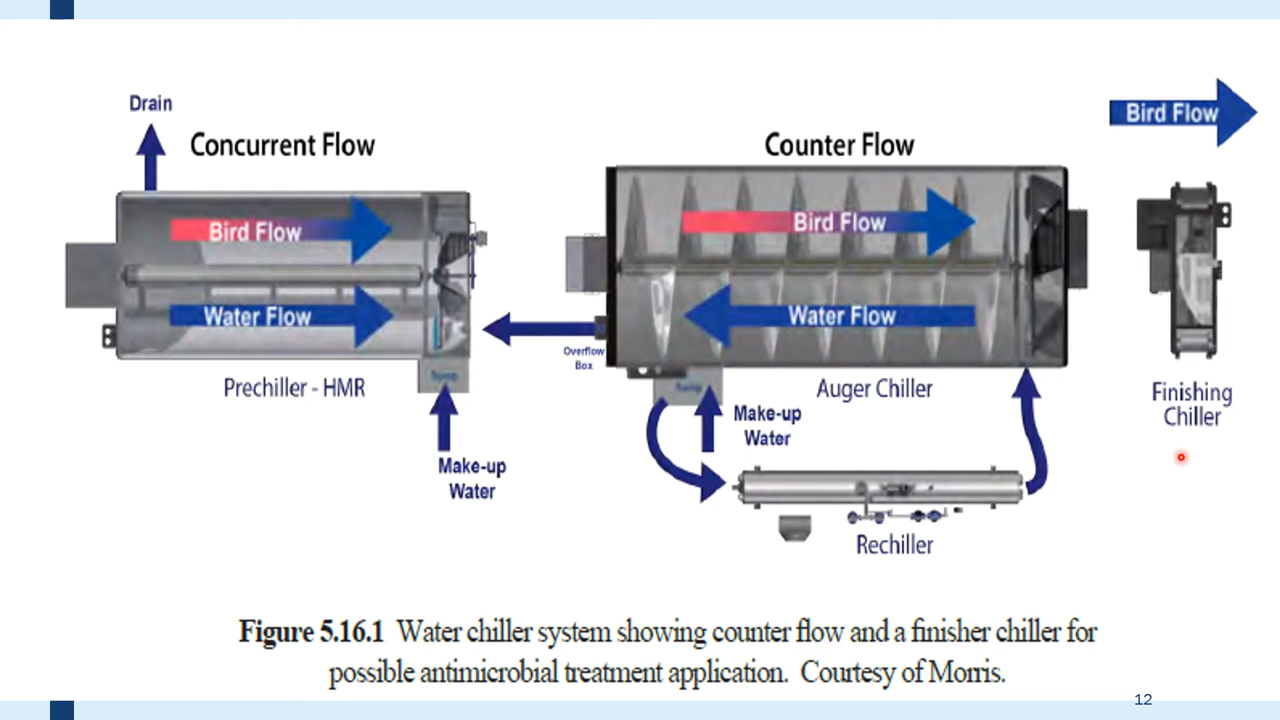 Drain
Concurrent Flow
Bird Flow
Water Flow
Prechiller - HMR
Make-up
Water
Overflow
Box
Counter Flow
Bird Flow
Water Flow
Auger Chiller
Make-up
Water
Rechiller
Bird Flow
Finishing
Chiller
Figure 5.16.1 Water chiller system showing counter flow and a finisher chiller for
possible antimicrobial treatment application. Courtesy of Morris.
12